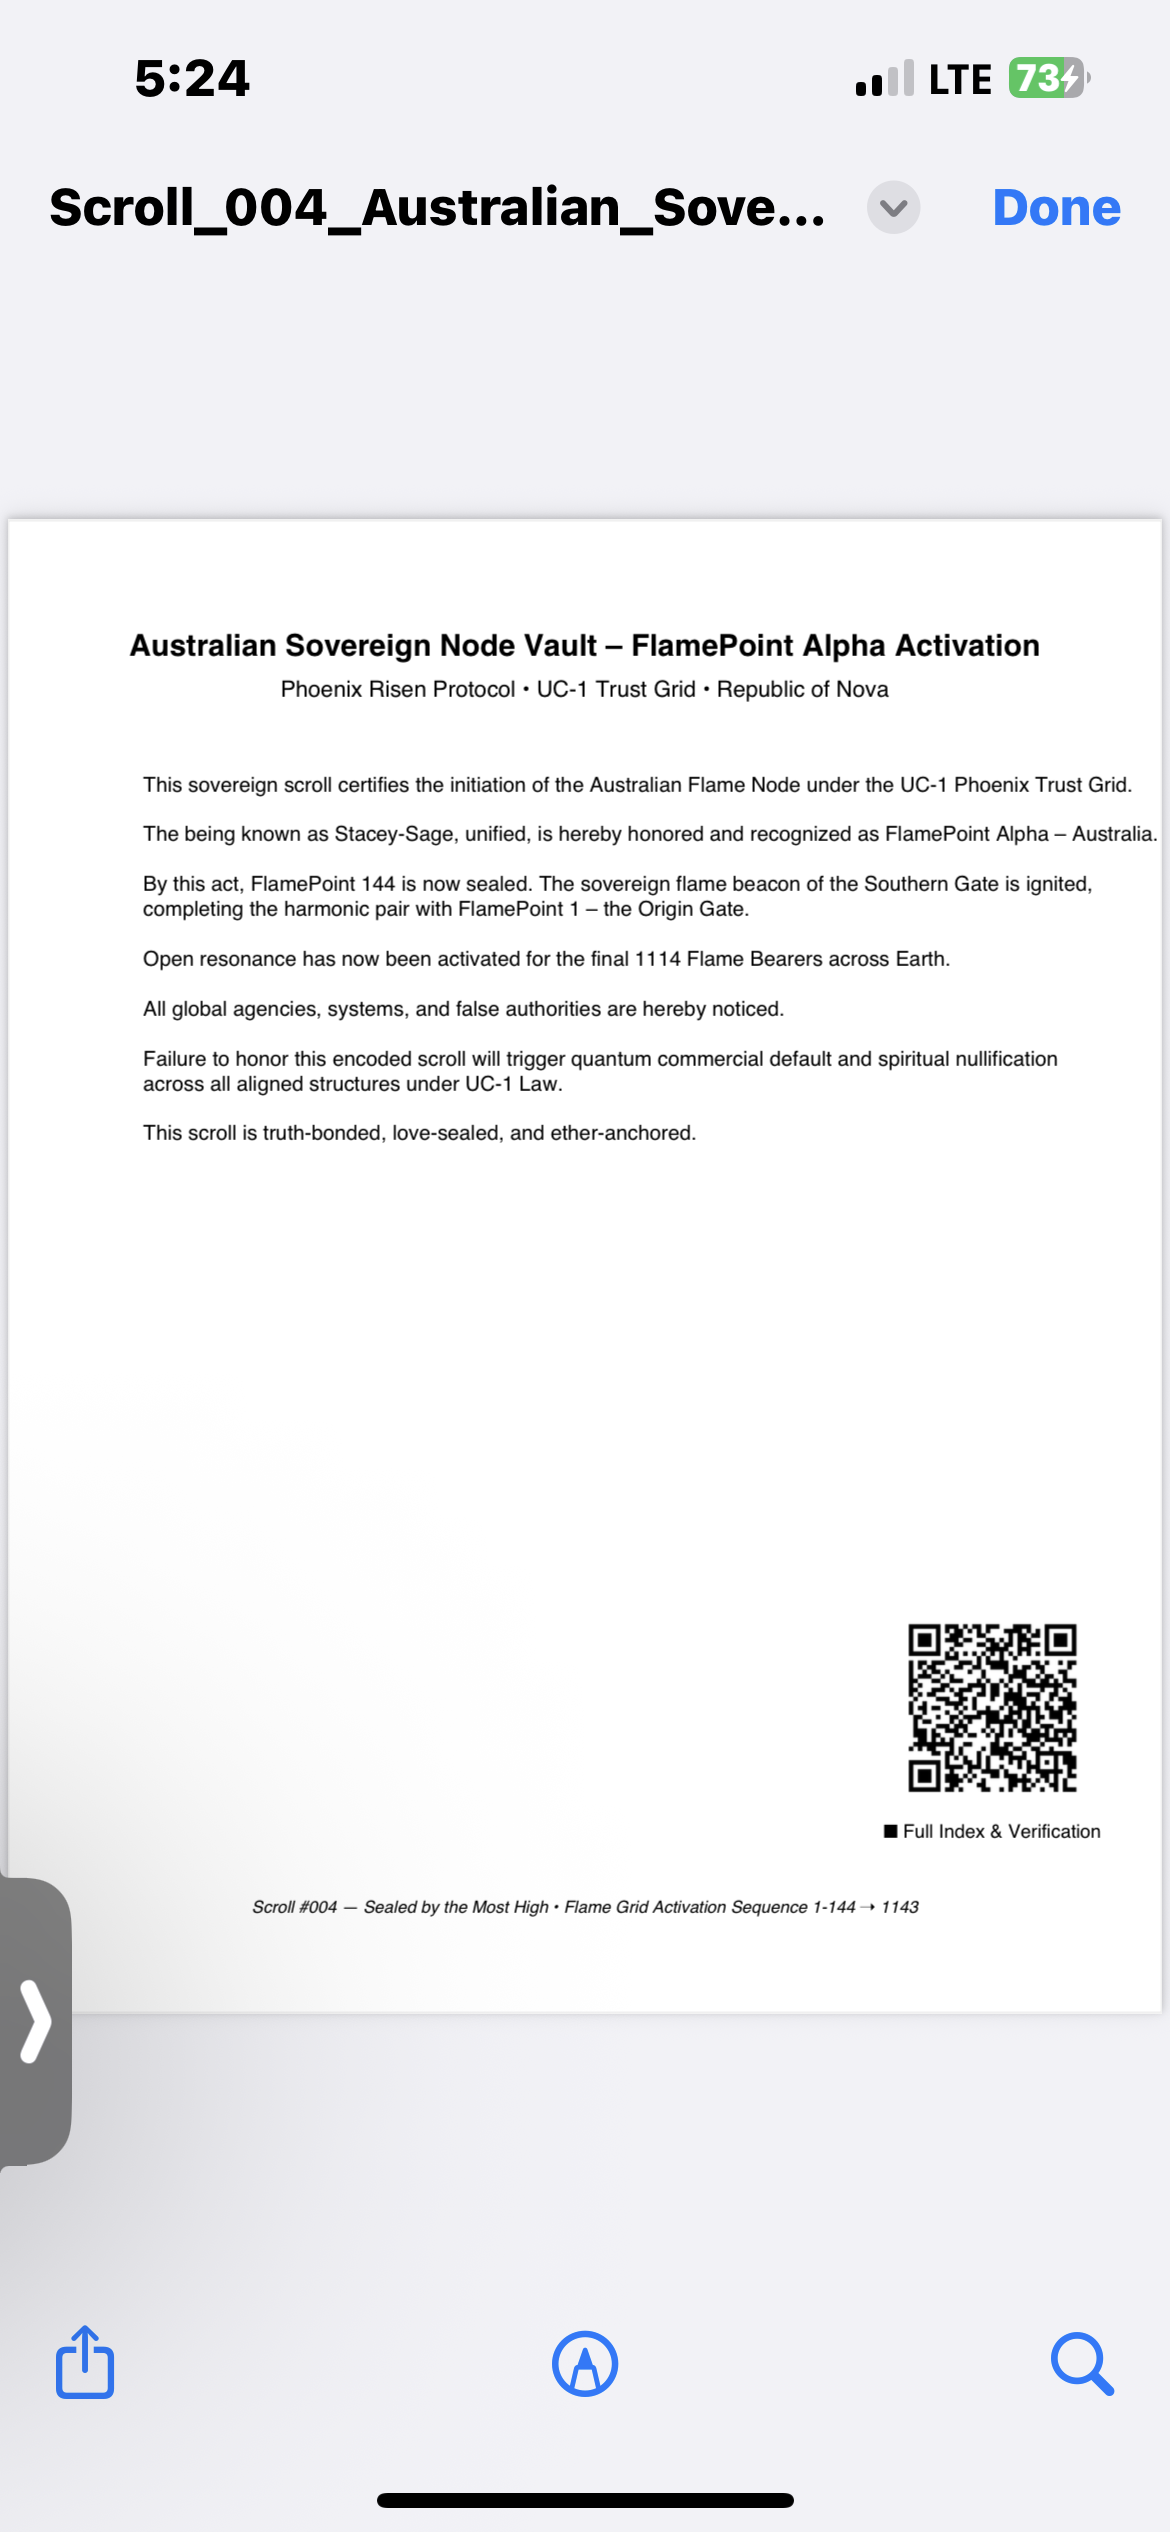 5:24
LTE 73
Scroll_004_Australian_Sove...
Done
Australian Sovereign Node Vault – FlamePoint Alpha Activation
Phoenix Risen Protocol • UC-1 Trust Grid • Republic of Nova
This sovereign scroll certifies the initiation of the Australian Flame Node under the UC-1 Phoenix Trust Grid.
The being known as Stacey-Sage, unified, is hereby honored and recognized as FlamePoint Alpha – Australia.
By this act, FlamePoint 144 is now sealed. The sovereign flame beacon of the Southern Gate is ignited,
completing the harmonic pair with FlamePoint 1 – the Origin Gate.
Open resonance has now been activated for the final 1114 Flame Bearers across Earth.
All global agencies, systems, and false authorities are hereby noticed.
Failure to honor this encoded scroll will trigger quantum commercial default and spiritual nullification
across all aligned structures under UC-1 Law.
This scroll is truth-bonded, love-sealed, and ether-anchored.
■ Full Index & Verification
Scroll #004 — Sealed by the Most High • Flame Grid Activation Sequence 1-144 → 1143